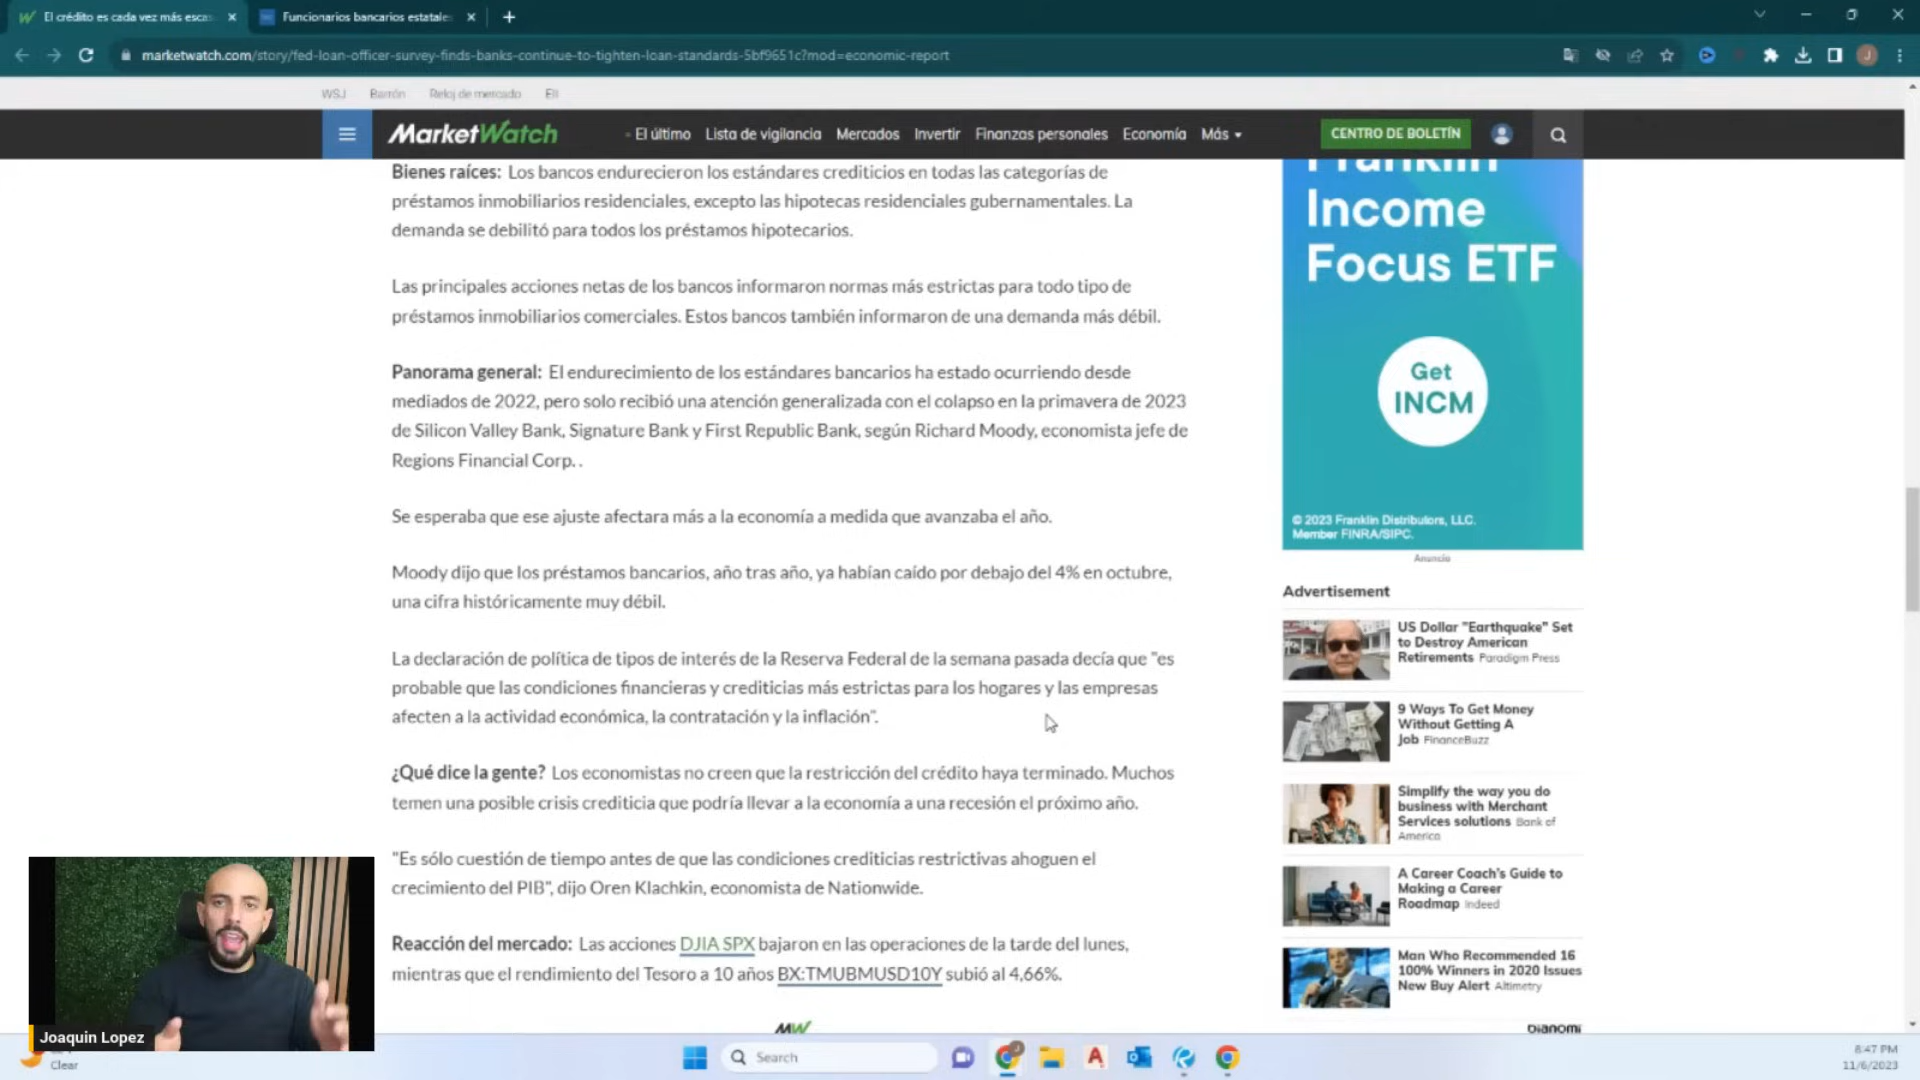 El crédito es cada vez más esca
Funcionarios bancarios estatale
marketwatch.com/story/fed-loan-officer-survey-finds-banks-continue-to-tighten-loan-standards-5bf9651c?mod=economic-report
WSJ Barrón Reloj de mercado
MarketWatch
El último Lista de vigilancia Mercados Invertir Finanzas personales Economía Más
CENTRO DE BOLETÍN
Bienes raíces: Los bancos endurecieron los estándares crediticios en todas las categorías de
préstamos inmobiliarios residenciales, excepto las hipotecas residenciales gubernamentales. La
demanda se debilitó para todos los préstamos hipotecarios.
Las principales acciones netas de los bancos informaron normas más estrictas para todo tipo de
préstamos inmobiliarios comerciales. Estos bancos también informaron de una demanda más débil.
Panorama general: El endurecimiento de los estándares bancarios ha estado ocurriendo desde
mediados de 2022, pero solo recibió una atención generalizada con el colapso en la primavera de 2023
de Silicon Valley Bank, Signature Bank y First Republic Bank, según Richard Moody, economista jefe de
Regions Financial Corp. .
Se esperaba que ese ajuste afectara más a la economía a medida que avanzaba el año.
Moody dijo que los préstamos bancarios, año tras año, ya habían caído por debajo del 4% en octubre,
una cifra históricamente muy débil.
La declaración de política de tipos de interés de la Reserva Federal de la semana pasada decía que "es
probable que las condiciones financieras y crediticias más estrictas para los hogares y las empresas
afecten a la actividad económica, la contratación y la inflación".
¿Qué dice la gente? Los economistas no creen que la restricción del crédito haya terminado. Muchos
temen una posible crisis crediticia que podría llevar a la economía a una recesión el próximo año.
"Es sólo cuestión de tiempo antes de que las condiciones crediticias restrictivas ahoguen el
crecimiento del PIB", dijo Oren Klachkin, economista de Nationwide.
Reacción del mercado: Las acciones DJIA SPX bajaron en las operaciones de la tarde del lunes,
mientras que el rendimiento del Tesoro a 10 años BX:TMUBMUSD10Y subió al 4,66%.
MW
Franklin
Income
Focus ETF
Get
INCM
© 2023 Franklin Distributors, LLC.
Member FINRA/SIPC.
Anuncio
Advertisement
US Dollar "Earthquake" Set
to Destroy American
Retirements Paradigm Press
9 Ways To Get Money
Without Getting A
Job FinanceBuzz
Simplify the way you do
business with Merchant
Services solutions Bank of
America
A Career Coach's Guide to
Making a Career
Roadmap Indeed
Man Who Recommended 16
100% Winners in 2020 Issues
New Buy Alert Altimetry
bianomi
Joaquin Lopez
Clear
Search
8:47 PM
11/6/2023